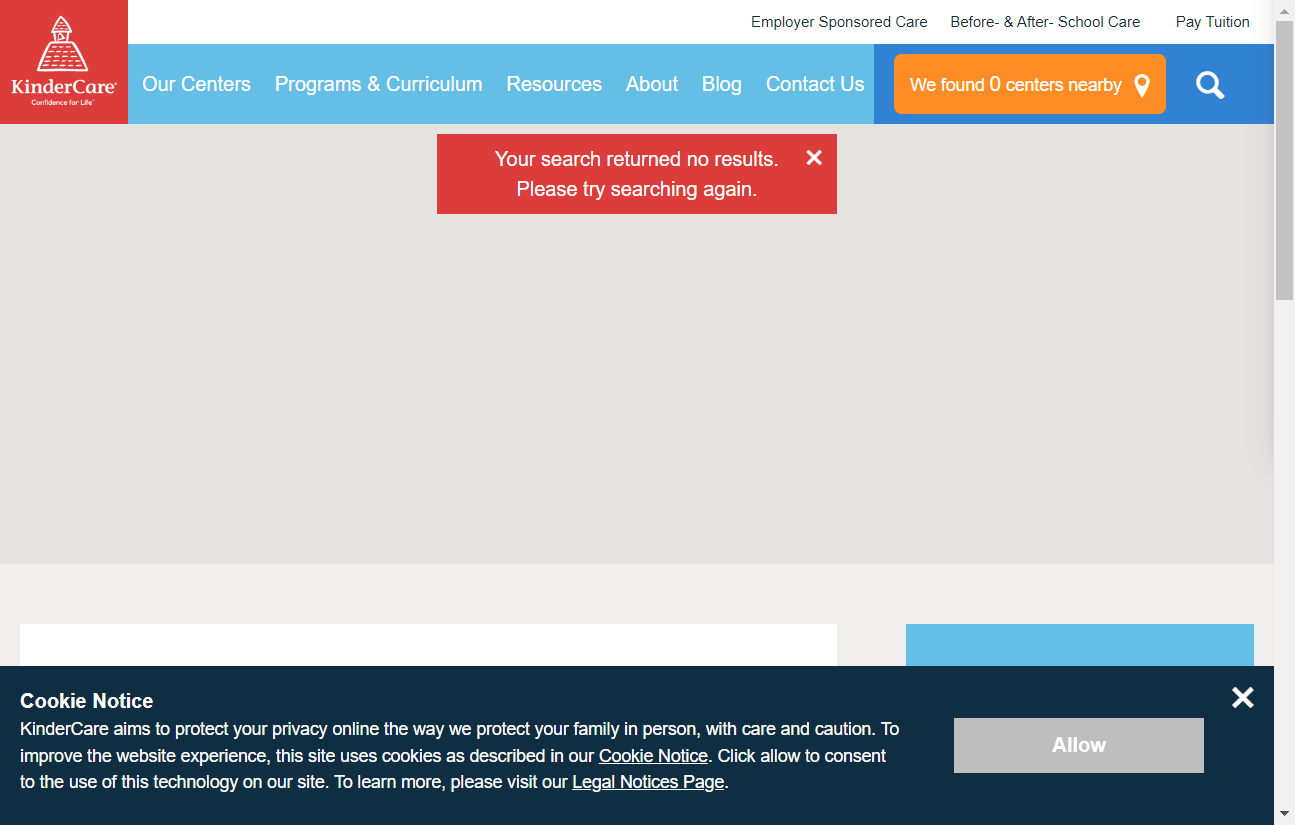 Employer Sponsored Care Before- & After- School Care Pay Tuition
KinderCare
Confidence for Life
Our Centers Programs & Curriculum Resources About Blog Contact Us We found 0 centers nearby
Your search returned no results.
Please try searching again.
Cookie Notice
KinderCare aims to protect your privacy online the way we protect your family in person, with care and caution. To
improve the website experience, this site uses cookies as described in our Cookie Notice. Click allow to consent
to the use of this technology on our site. To learn more, please visit our Legal Notices Page.
Allow